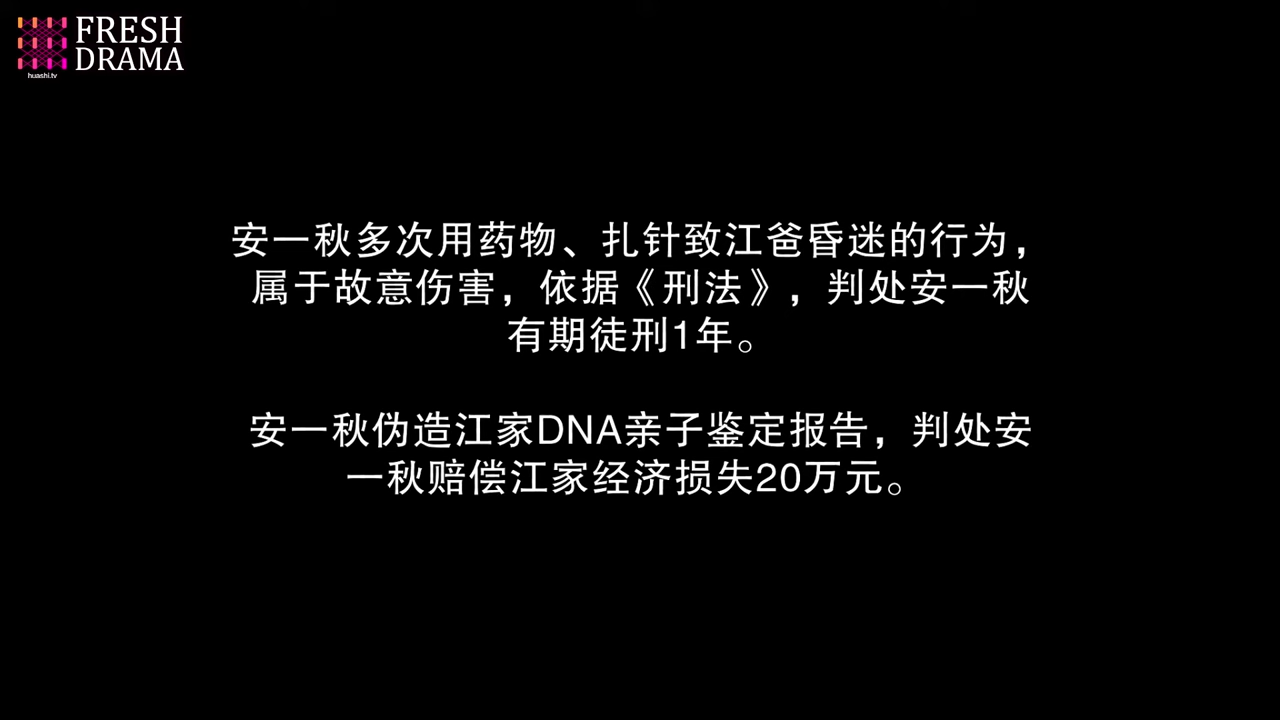 FRESH
DRAMA
huashi.tv
安一秋多次用药物、扎针致江爸昏迷的行为，
属于故意伤害，依据《刑法》，判处安一秋
有期徒刑1年。
安一秋伪造江家DNA亲子鉴定报告，判处安
一秋赔偿江家经济损失20万元。